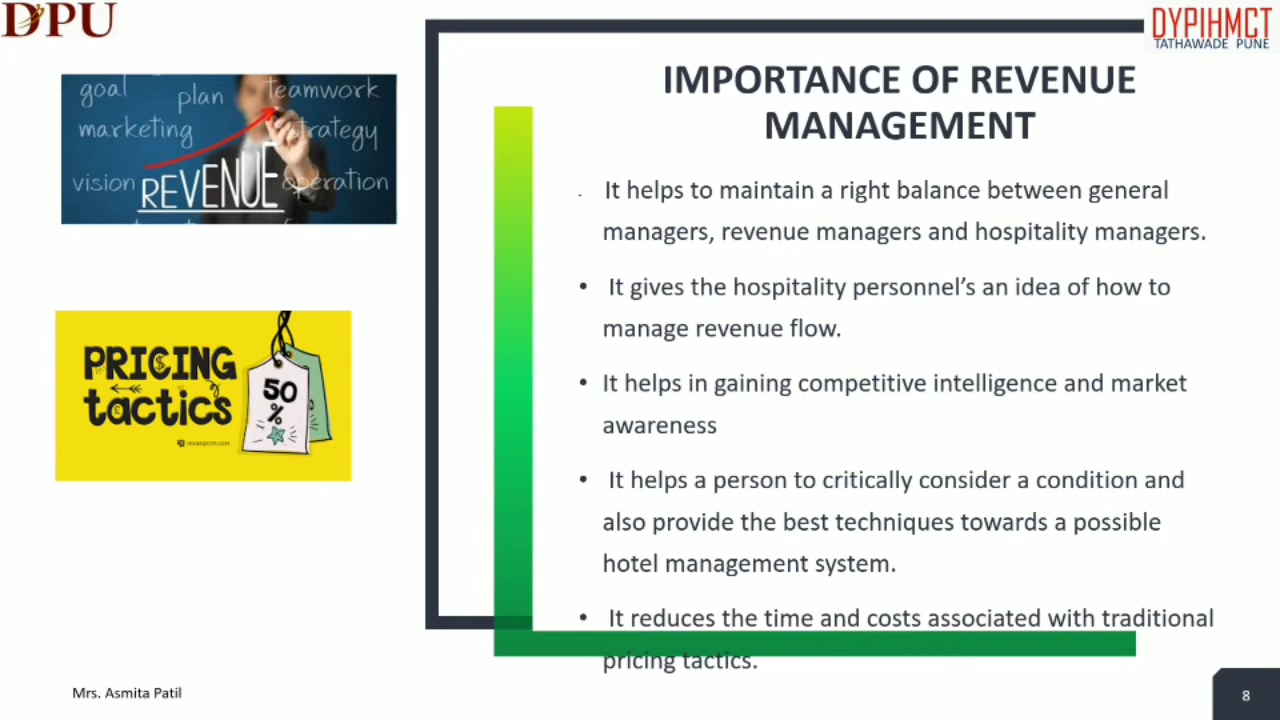 DPU
DYPIHMCT
TATHAWADE PUNE
goal
plan
teamwork
marketing
strategy
vision
REVENUE
operation
PRICING
tactics
50
%
IMPORTANCE OF REVENUE
MANAGEMENT
It helps to maintain a right balance between general
managers, revenue managers and hospitality managers.
• It gives the hospitality personnel’s an idea of how to
manage revenue flow.
• It helps in gaining competitive intelligence and market
awareness
• It helps a person to critically consider a condition and
also provide the best techniques towards a possible
hotel management system.
• It reduces the time and costs associated with traditional
pricing tactics.
Mrs. Asmita Patil
8